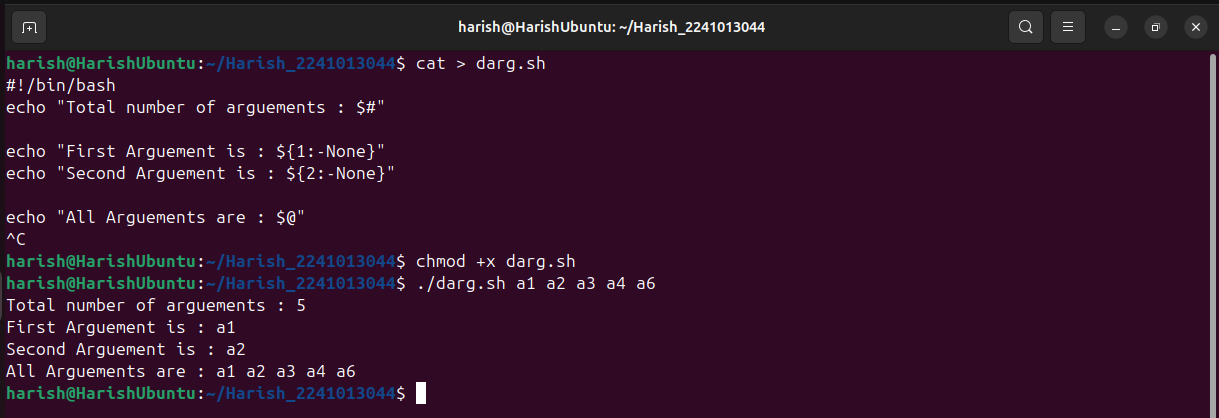 harish@HarishUbuntu: ~/Harish_2241013044
harish@HarishUbuntu:~/Harish_2241013044$ cat > darg.sh
#!/bin/bash
echo "Total number of arguements : $#"
echo "First Arguement is : ${1:-None}"
echo "Second Arguement is : ${2:-None}"
echo "All Arguements are : $@"
^C
harish@HarishUbuntu:~/Harish_2241013044$ chmod +x darg.sh
harish@HarishUbuntu:~/Harish_2241013044$ ./darg.sh a1 a2 a3 a4 a6
Total number of arguements : 5
First Arguement is : a1
Second Arguement is : a2
All Arguements are : a1 a2 a3 a4 a6
harish@HarishUbuntu:~/Harish_2241013044$